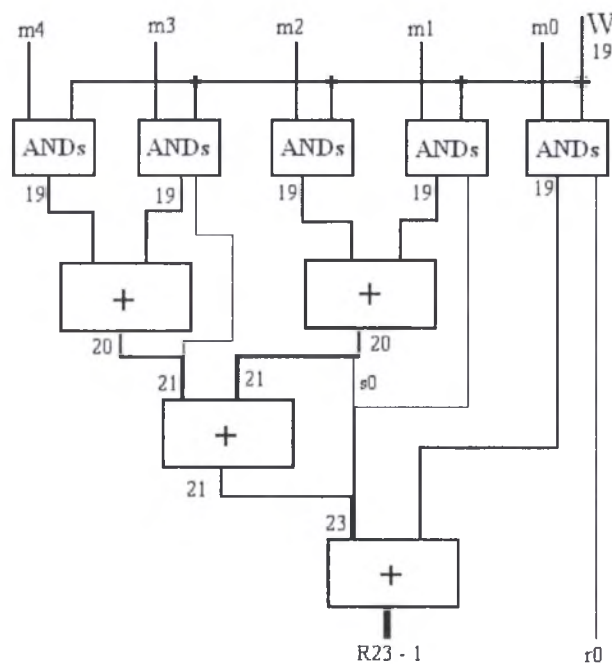 m4 m3 m2 m1 m0 W
19
ANDs ANDs ANDs ANDs ANDs
19 19 19 19 19
+ +
20 20
21 21 s0
+
21
23
+
R23 - 1 r0